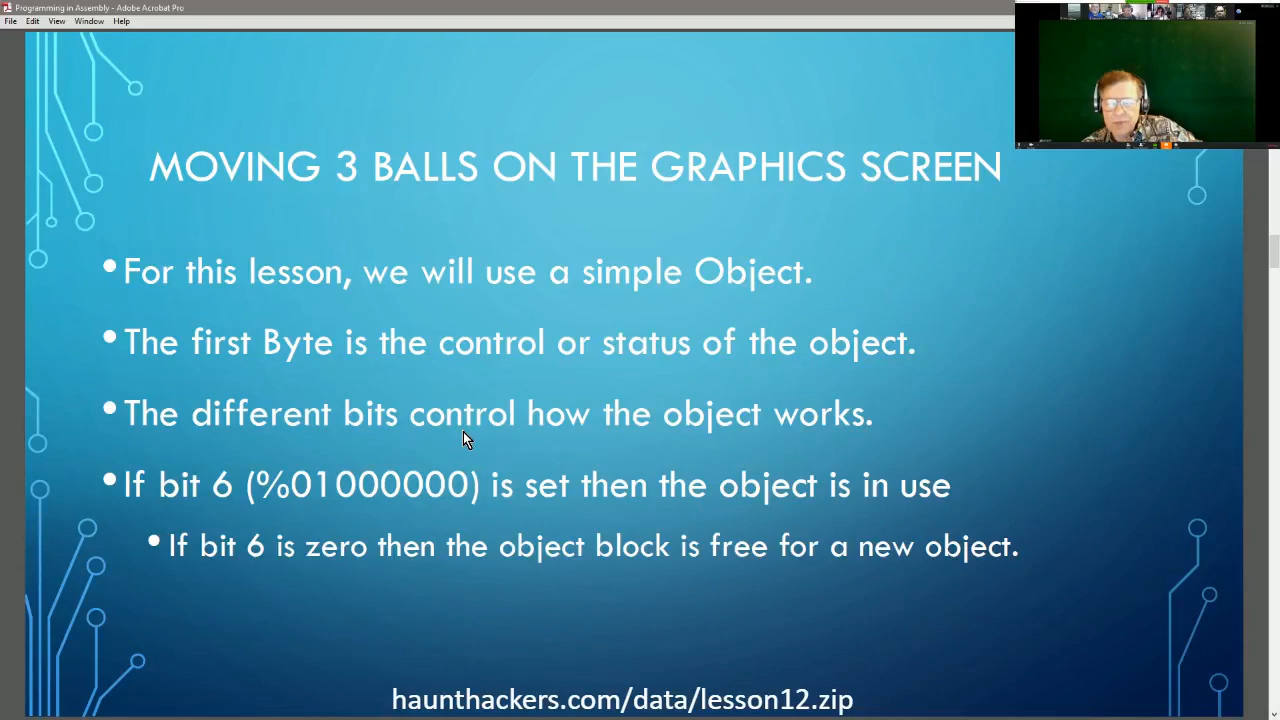 Programming in Assembly - Adobe Acrobat Pro
File Edit View Window Help
MOVING 3 BALLS ON THE GRAPHICS SCREEN
• For this lesson, we will use a simple Object.
• The first Byte is the control or status of the object.
• The different bits control how the object works.
• If bit 6 (%01000000) is set then the object is in use
• If bit 6 is zero then the object block is free for a new object.
haunthackers.com/data/lesson12.zip